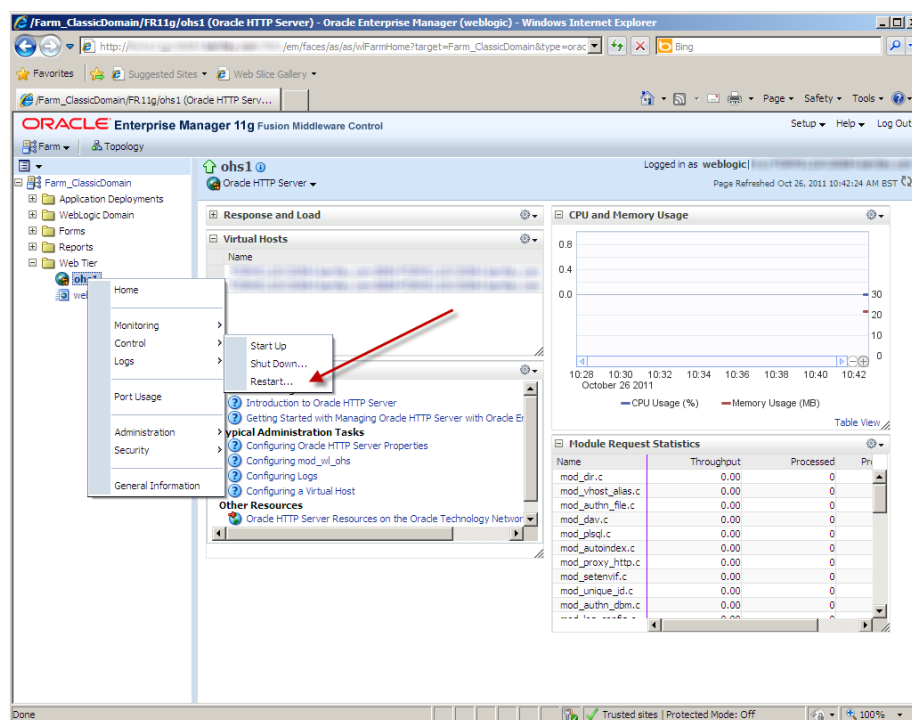 /Farm_ClassicDomain/FR11g/ohs1 (Oracle HTTP Server) - Oracle Enterprise Manager (weblogic) - Windows Internet Explorer
http:// /em/faces/as/as/wlFarmHome?target=Farm_ClassicDomain&type=orac
Bing
Favorites Suggested Sites Web Slice Gallery
/Farm_ClassicDomain/FR11g/ohs1 (Oracle HTTP Serv...
Page Safety Tools
ORACLE Enterprise Manager 11g Fusion Middleware Control
Setup Help Log Out
Farm Topology
ohs1
Logged in as weblogic|
Oracle HTTP Server
Page Refreshed Oct 26, 2011 10:42:24 AM BST
Farm_ClassicDomain
Application Deployments
WebLogic Domain
Forms
Reports
Web Tier
ohs1
we
Home
Monitoring
Control
Logs
Port Usage
Administration
Security
General Information
Start Up
Shut Down...
Restart...
Response and Load
Virtual Hosts
Name
Introduction to Oracle HTTP Server
Getting Started with Managing Oracle HTTP Server with Oracle Er
ypical Administration Tasks
Configuring Oracle HTTP Server Properties
Configuring mod_wl_ohs
Configuring Logs
Configuring a Virtual Host
Other Resources
Oracle HTTP Server Resources on the Oracle Technology Networ
CPU and Memory Usage
0.8
0.4
0.0
30
20
10
0
10:28 10:30 10:32 10:34 10:36 10:38 10:40 10:42
October 26 2011
CPU Usage (%) Memory Usage (MB)
Table View
Module Request Statistics
Name Throughput Processed Pr
mod_dir.c 0.00 0
mod_vhost_alias.c 0.00 0
mod_authn_file.c 0.00 0
mod_dav.c 0.00 0
mod_plsql.c 0.00 0
mod_autoindex.c 0.00 0
mod_proxy_http.c 0.00 0
mod_setenvif.c 0.00 0
mod_unique_id.c 0.00 0
mod_authn_dbm.c 0.00 0
Done
Trusted sites | Protected Mode: Off
100%